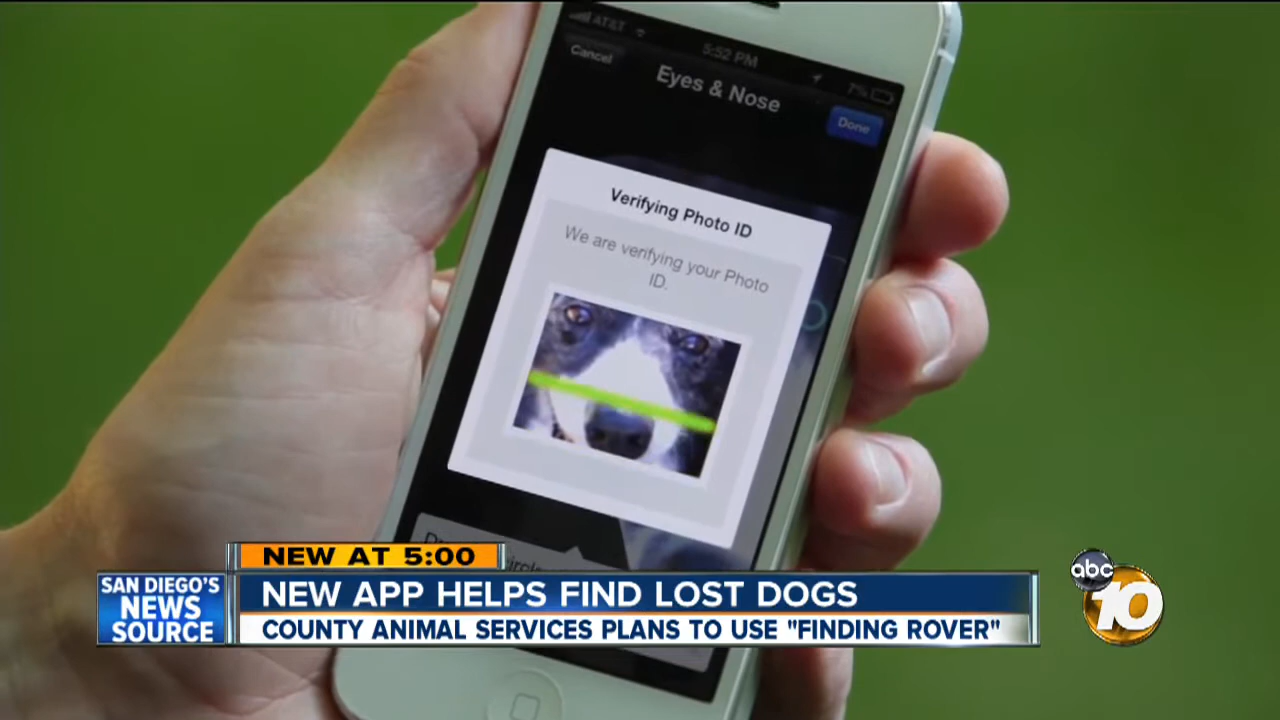 AT&T
5:52 PM
7%
Cancel
Eyes & Nose
Done
Verifying Photo ID
We are verifying your Photo
ID.
NEW AT 5:00
SAN DIEGO'S
NEWS
SOURCE
NEW APP HELPS FIND LOST DOGS
COUNTY ANIMAL SERVICES PLANS TO USE "FINDING ROVER"
abc
10